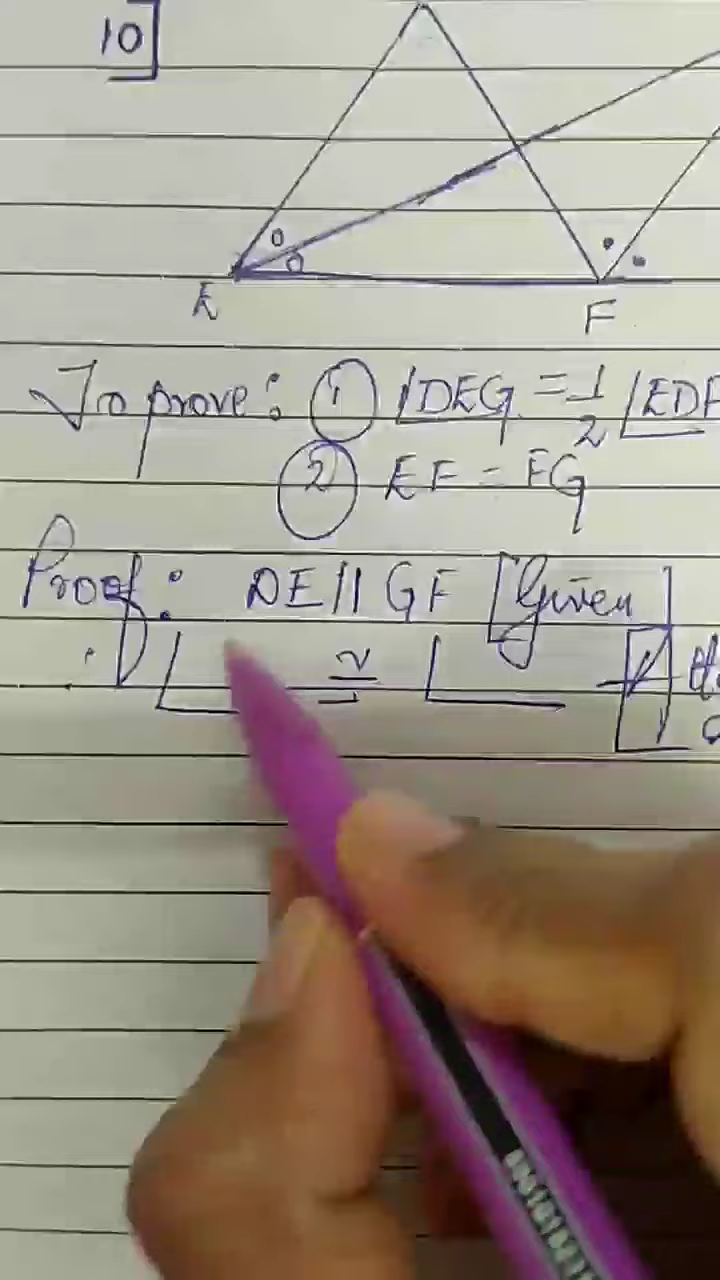 10]
E
F
To prove: ① ∠DEG = 1/2 ∠EDF
② EF = FG
Proof: DE || GF [Given]
∴ ∠ ≅ ∠